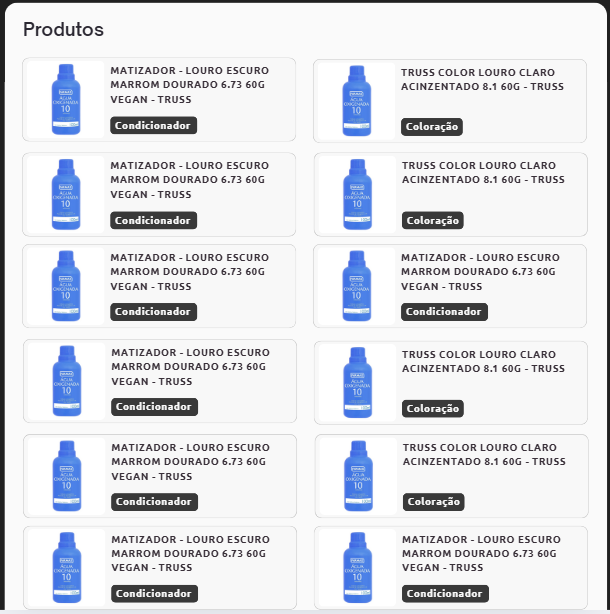 Produtos
MATIZADOR - LOURO ESCURO
MARROM DOURADO 6.73 60G
VEGAN - TRUSS
Condicionador
TRUSS COLOR LOURO CLARO
ACINZENTADO 8.1 60G - TRUSS
Coloração
MATIZADOR - LOURO ESCURO
MARROM DOURADO 6.73 60G
VEGAN - TRUSS
Condicionador
TRUSS COLOR LOURO CLARO
ACINZENTADO 8.1 60G - TRUSS
Coloração
MATIZADOR - LOURO ESCURO
MARROM DOURADO 6.73 60G
VEGAN - TRUSS
Condicionador
MATIZADOR - LOURO ESCURO
MARROM DOURADO 6.73 60G
VEGAN - TRUSS
Condicionador
MATIZADOR - LOURO ESCURO
MARROM DOURADO 6.73 60G
VEGAN - TRUSS
Condicionador
TRUSS COLOR LOURO CLARO
ACINZENTADO 8.1 60G - TRUSS
Coloração
MATIZADOR - LOURO ESCURO
MARROM DOURADO 6.73 60G
VEGAN - TRUSS
Condicionador
TRUSS COLOR LOURO CLARO
ACINZENTADO 8.1 60G - TRUSS
Coloração
MATIZADOR - LOURO ESCURO
MARROM DOURADO 6.73 60G
VEGAN - TRUSS
Condicionador
MATIZADOR - LOURO ESCURO
MARROM DOURADO 6.73 60G
VEGAN - TRUSS
Condicionador
ÁGUA
OXIGENADA
10
ÁGUA
OXIGENADA
10
ÁGUA
OXIGENADA
10
ÁGUA
OXIGENADA
10
ÁGUA
OXIGENADA
10
ÁGUA
OXIGENADA
10
ÁGUA
OXIGENADA
10
ÁGUA
OXIGENADA
10
ÁGUA
OXIGENADA
10
ÁGUA
OXIGENADA
10
ÁGUA
OXIGENADA
10
ÁGUA
OXIGENADA
10